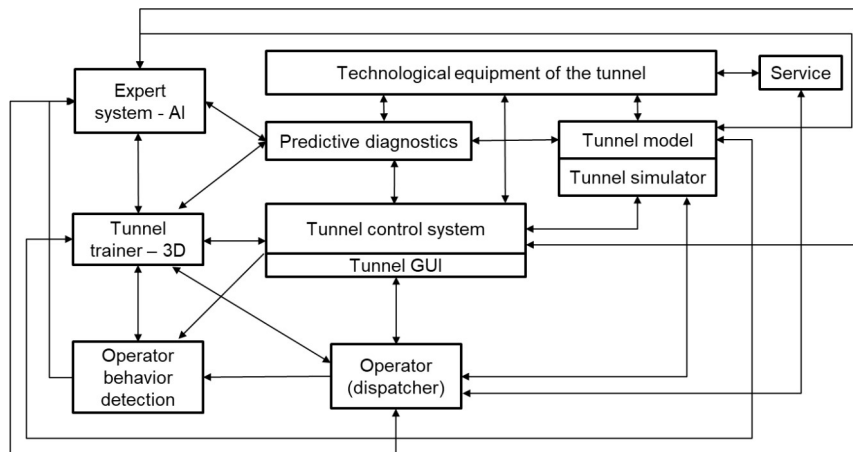 Technological equipment of the tunnel
Service
Expert
system - AI
Predictive diagnostics
Tunnel model
Tunnel simulator
Tunnel
trainer – 3D
Tunnel control system
Tunnel GUI
Operator
behavior
detection
Operator
(dispatcher)